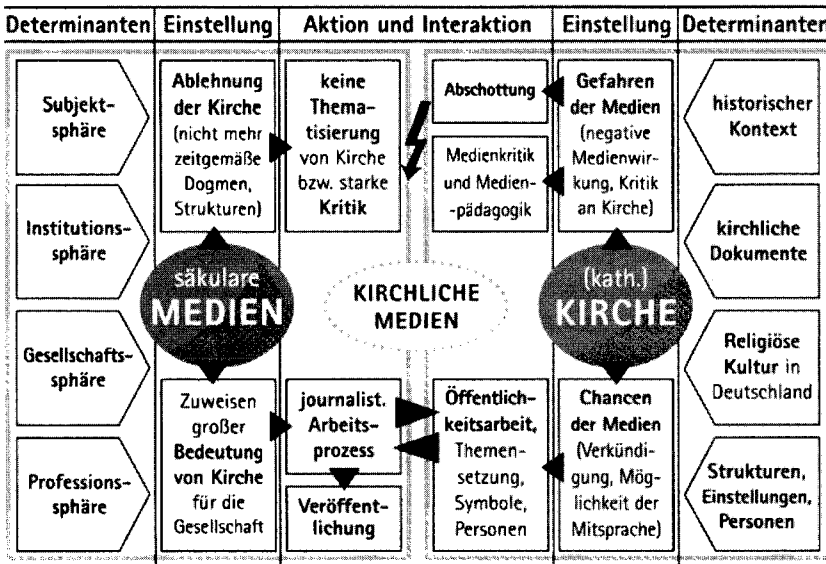 Determinanten
Einstellung
Aktion und Interaktion
Einstellung
Determinanten
Subjekt-
sphäre
Institutions-
sphäre
Gesellschafts-
sphäre
Professions-
sphäre
Ablehnung
der Kirche
(nicht mehr
zeitgemäße
Dogmen,
Strukturen)
säkulare
MEDIEN
Zuweisen
großer
Bedeutung
von Kirche
für die
Gesellschaft
keine
Thema-
tisierung
von Kirche
bzw. starke
Kritik
journalist.
Arbeits-
prozess
Veröffent-
lichung
KIRCHLICHE
MEDIEN
Abschottung
Medienkritik
und Medien-
-pädagogik
Öffentlich-
keitsarbeit,
Themen-
setzung,
Symbole,
Personen
Gefahren
der Medien
(negative
Medienwir-
kung, Kritik
an Kirche)
(kath.)
KIRCHE
Chancen
der Medien
(Verkündi-
gung, Mög-
lichkeit der
Mitsprache)
historischer
Kontext
kirchliche
Dokumente
Religiöse
Kultur in
Deutschland
Strukturen,
Einstellungen,
Personen